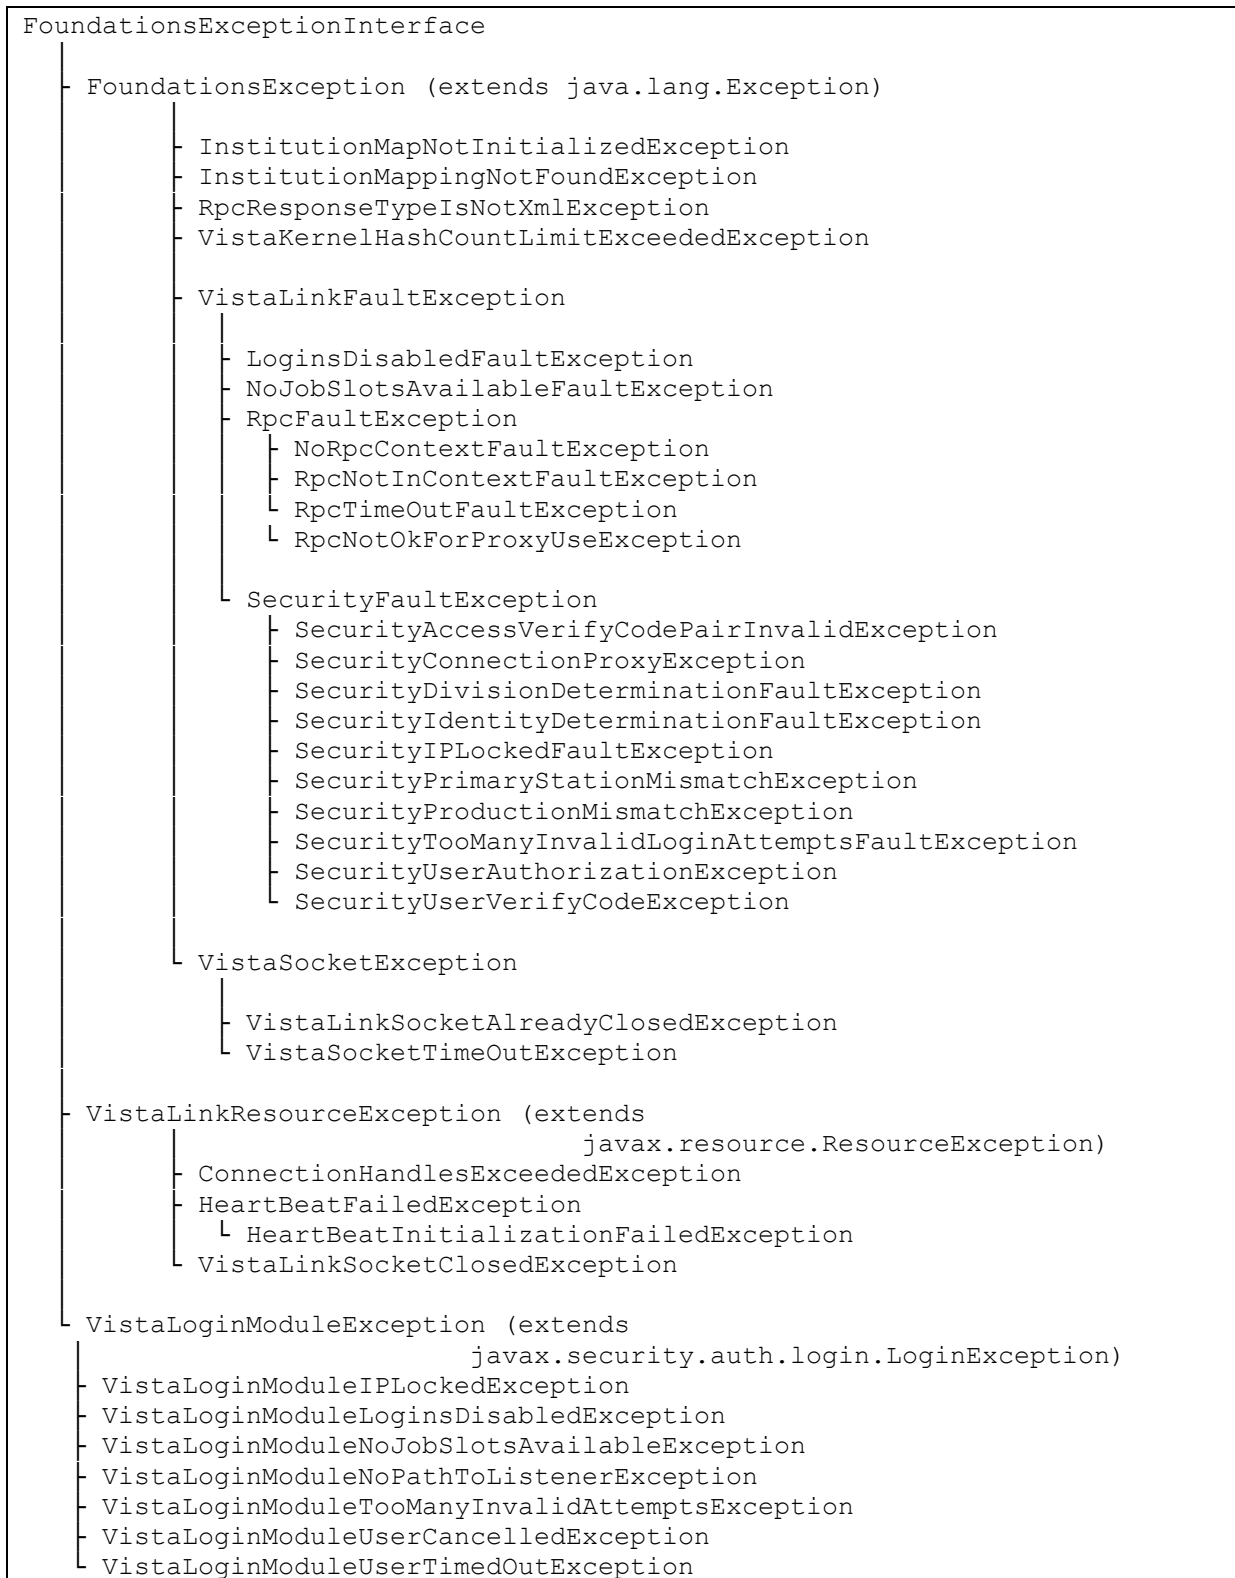 FoundationsExceptionInterface
FoundationsException (extends java.lang.Exception)
InstitutionMapNotInitializedException
InstitutionMappingNotFoundException
RpcResponseTypeIsNotXmlException
VistaKernelHashCountLimitExceededException
VistaLinkFaultException
LoginsDisabledFaultException
NoJobSlotsAvailableFaultException
RpcFaultException
NoRpcContextFaultException
RpcNotInContextFaultException
RpcTimeOutFaultException
RpcNotOkForProxyUseException
SecurityFaultException
SecurityAccessVerifyCodePairInvalidException
SecurityConnectionProxyException
SecurityDivisionDeterminationFaultException
SecurityIdentityDeterminationFaultException
SecurityIPLockedFaultException
SecurityPrimaryStationMismatchException
SecurityProductionMismatchException
SecurityTooManyInvalidLoginAttemptsFaultException
SecurityUserAuthorizationException
SecurityUserVerifyCodeException
VistaSocketException
VistaLinkSocketAlreadyClosedException
VistaSocketTimeOutException
VistaLinkResourceException (extends
javax.resource.ResourceException)
ConnectionHandlesExceededException
HeartBeatFailedException
HeartBeatInitializationFailedException
VistaLinkSocketClosedException
VistaLoginModuleException (extends
javax.security.auth.login.LoginException)
VistaLoginModuleIPLockedException
VistaLoginModuleLoginsDisabledException
VistaLoginModuleNoJobSlotsAvailableException
VistaLoginModuleNoPathToListenerException
VistaLoginModuleTooManyInvalidAttemptsException
VistaLoginModuleUserCancelledException
VistaLoginModuleUserTimedOutException